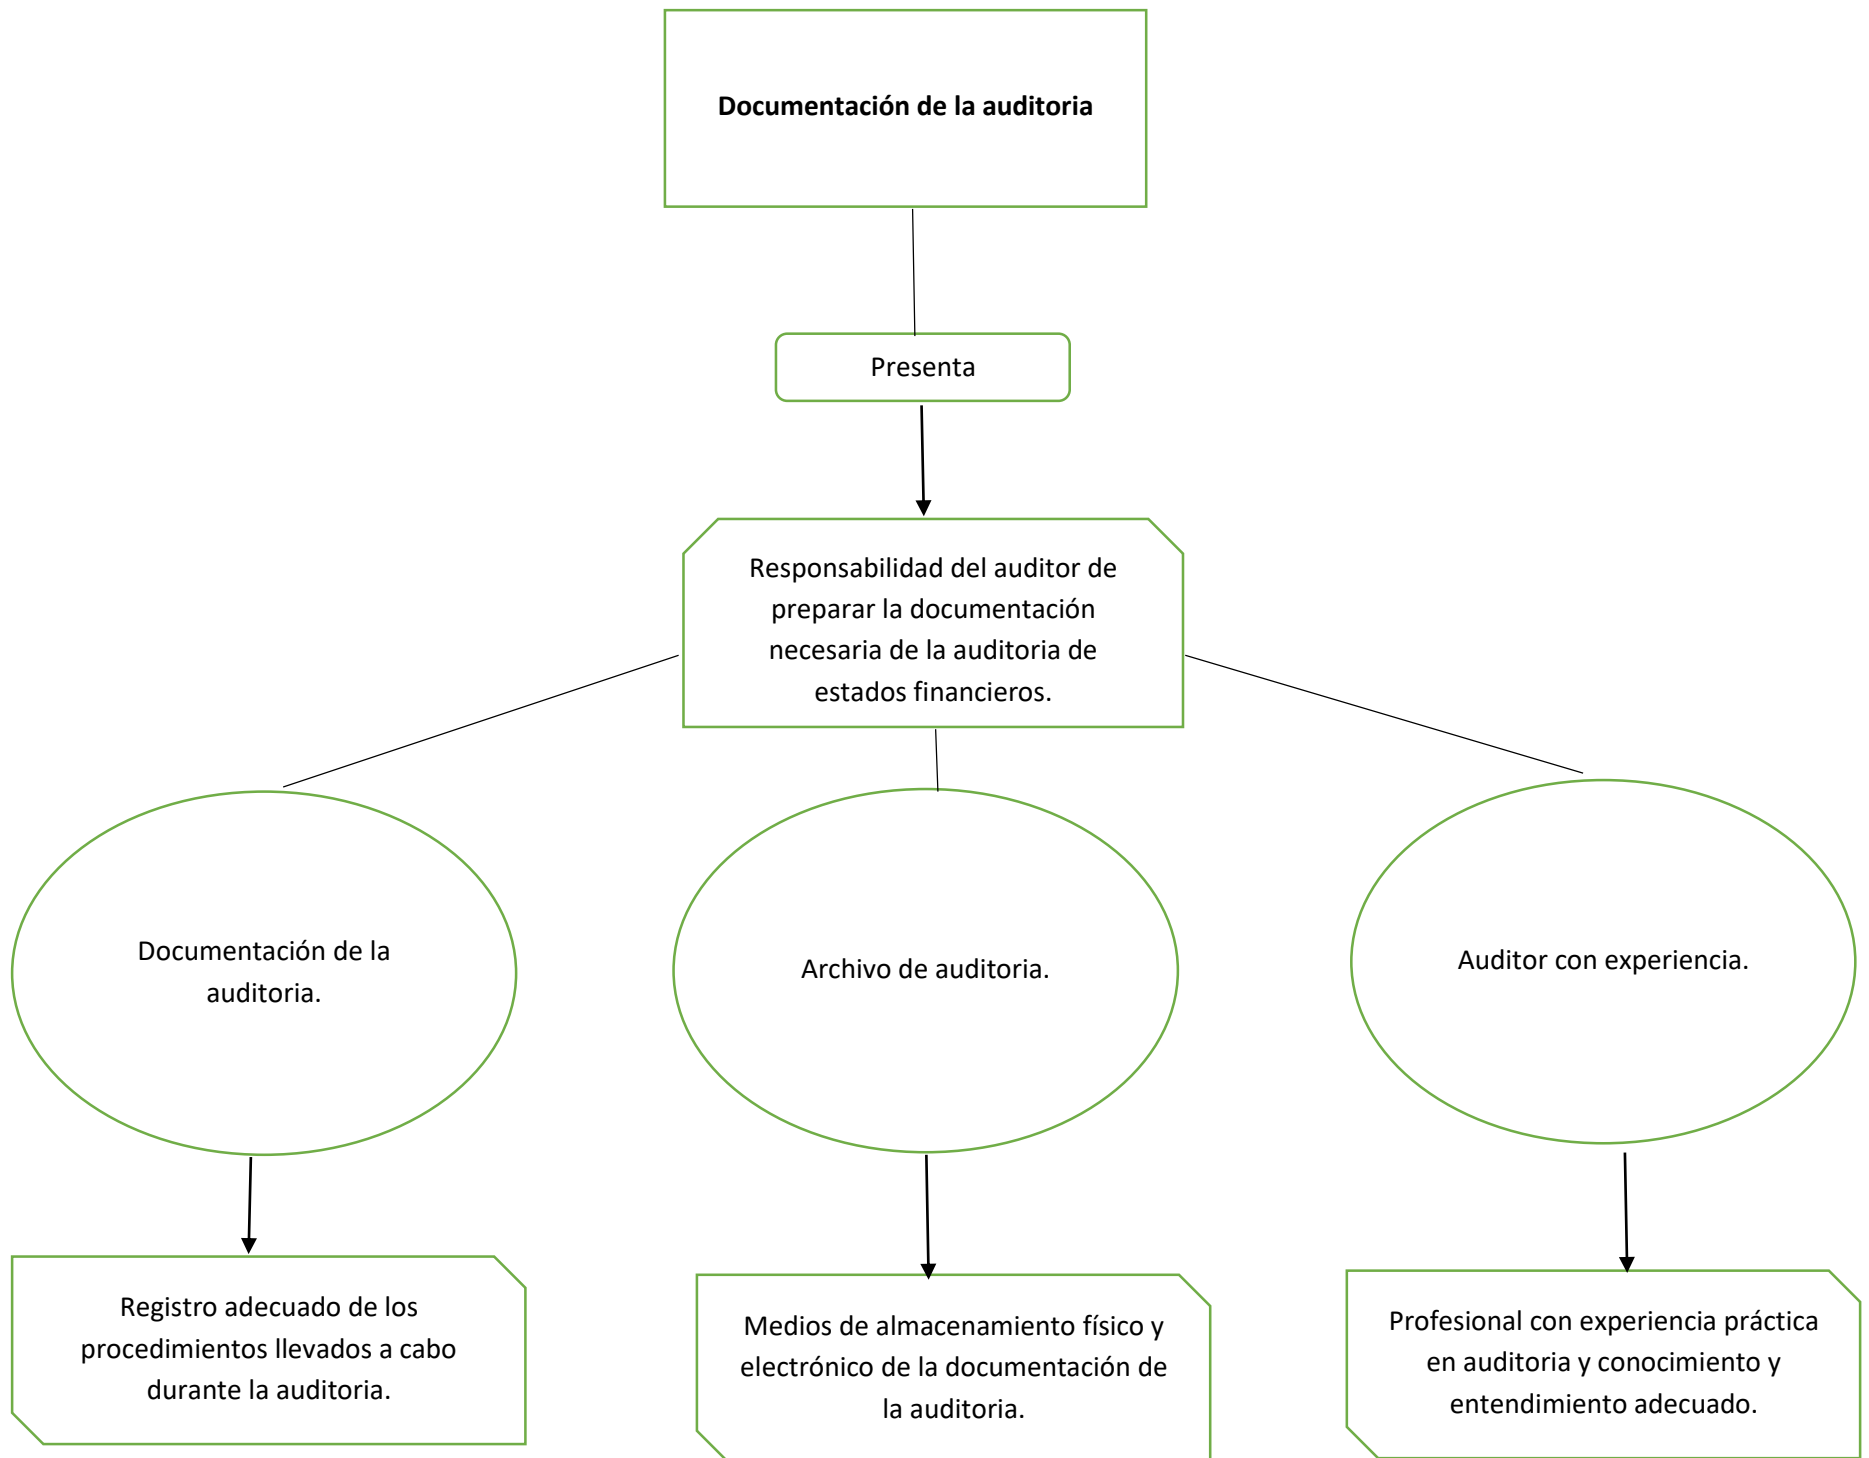 Documentación de la auditoria
Presenta
Responsabilidad del auditor de
preparar la documentación
necesaria de la auditoria de
estados financieros.
Documentación de la
auditoria.
Archivo de auditoria.
Auditor con experiencia.
Registro adecuado de los
procedimientos llevados a cabo
durante la auditoria.
Medios de almacenamiento físico y
electrónico de la documentación de
la auditoria.
Profesional con experiencia práctica
en auditoria y conocimiento y
entendimiento adecuado.